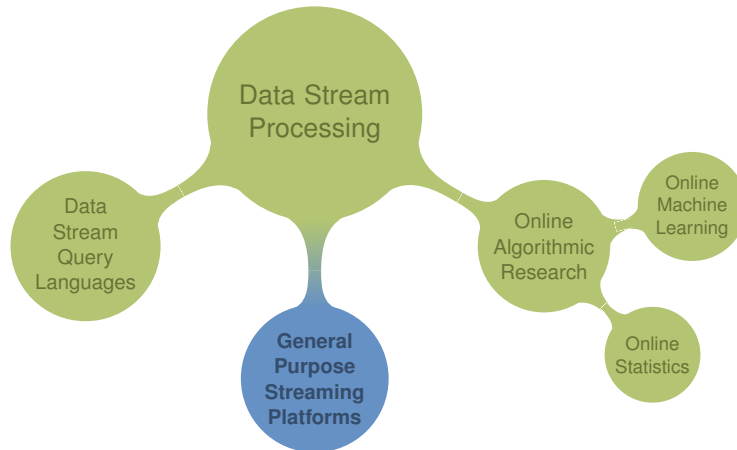 Data Stream
Processing
Data
Stream
Query
Languages
General
Purpose
Streaming
Platforms
Online
Algorithmic
Research
Online
Machine
Learning
Online
Statistics